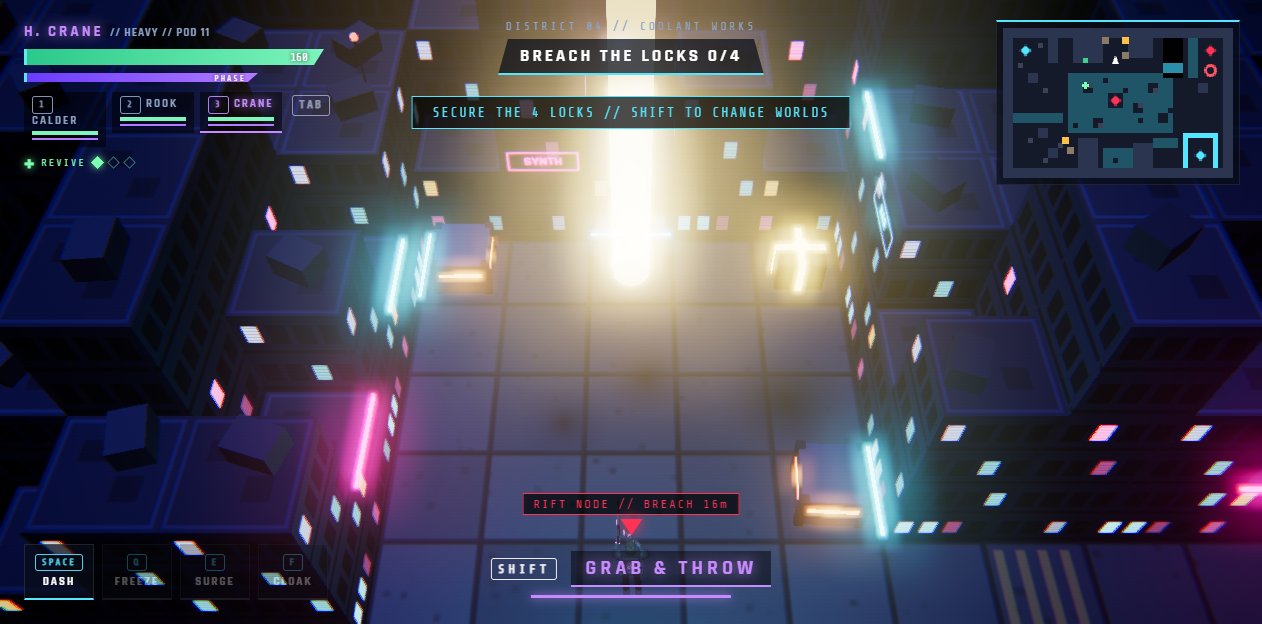 H. CRANE // HEAVY // POD 11
160
PHASE
1 CALDER
2 ROOK
3 CRANE
TAB
REVIVE
DISTRICT 04 // COOLANT WORKS
BREACH THE LOCKS 0/4
SECURE THE 4 LOCKS // SHIFT TO CHANGE WORLDS
SYNTH
RIFT NODE // BREACH 16m
SHIFT GRAB & THROW
SPACE DASH
Q FREEZE
E SURGE
F CLOAK